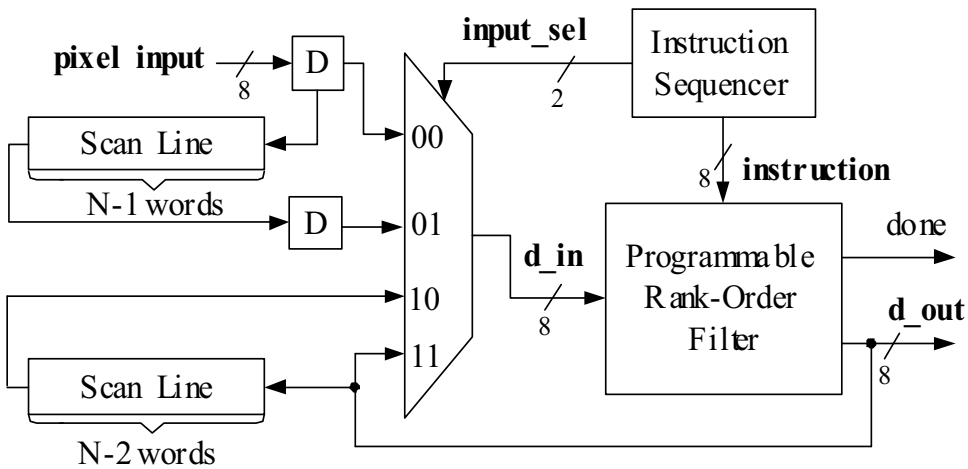 pixel input
8
D
input_sel
2
Instruction
Sequencer
Scan Line
N-1 words
00
8
instruction
D
01
d_in
8
Programmable
Rank-Order
Filter
done
d_out
8
10
11
Scan Line
N-2 words